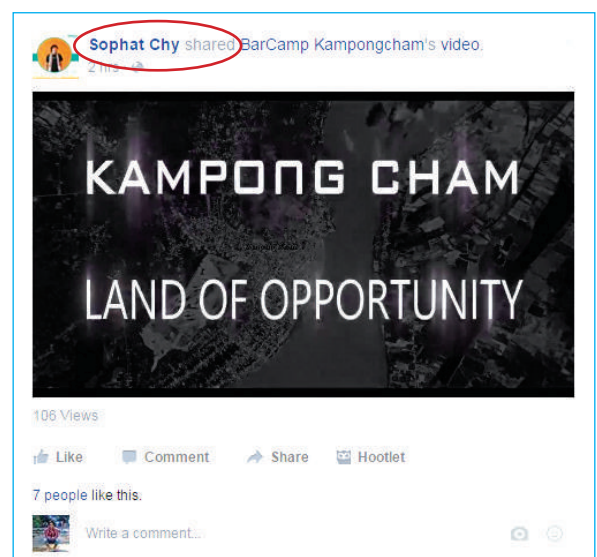 Sophat Chy shared BarCamp Kampongcham's video.
2 hrs
KAMPONG CHAM
LAND OF OPPORTUNITY
106 Views
Like Comment Share Hootlet
7 people like this.
Write a comment...